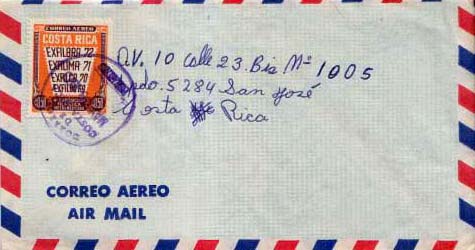 CORREO AEREO
COSTA RICA
EXFILBRA 72
EXFILIMA 71
EXFILCA 70
AV. 10 Calle 23. Bis Nº 1005
Apdo. 5284 San José
Costa Rica
CORREO AEREO
AIR MAIL